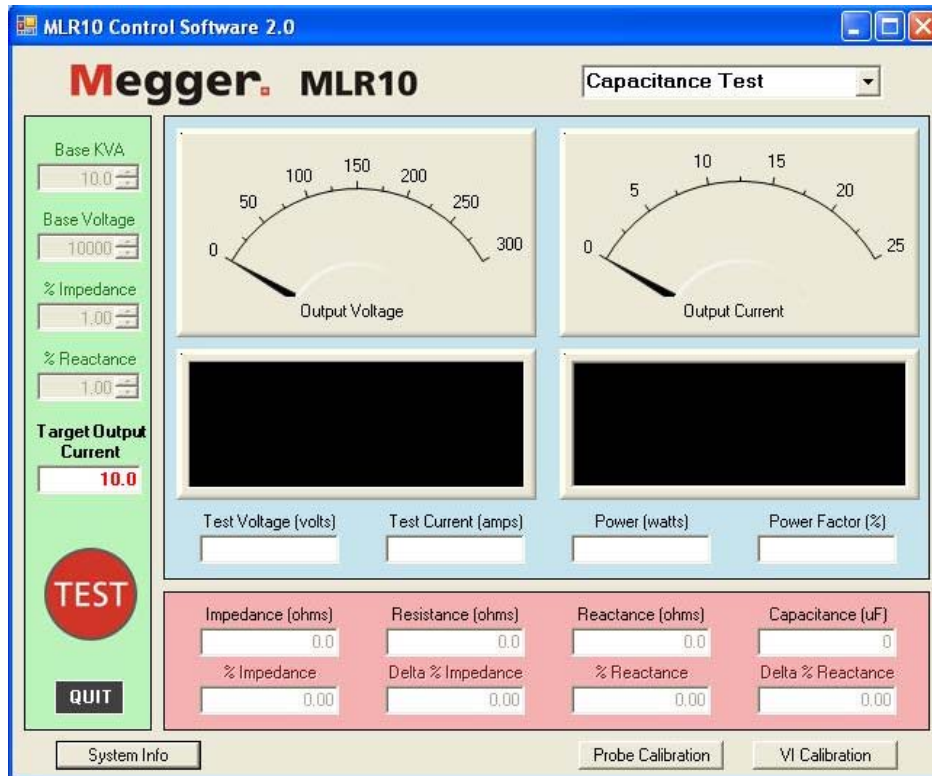 MLR10 Control Software 2.0
Megger. MLR10
Capacitance Test
Base KVA
10.0
Base Voltage
10000
% Impedance
1.00
% Reactance
1.00
Target Output
Current
10.0
TEST
QUIT
0 50 100 150 200 250 300
Output Voltage
0 5 10 15 20 25
Output Current
Test Voltage (volts) Test Current (amps) Power (watts) Power Factor (%)
Impedance (ohms) Resistance (ohms) Reactance (ohms) Capacitance (uF)
0.0 0.0 0.0 0
% Impedance Delta % Impedance % Reactance Delta % Reactance
0.00 0.00 0.00 0.00
System Info Probe Calibration VI Calibration